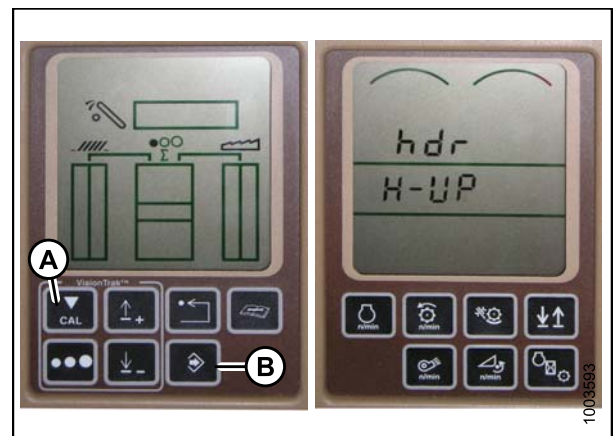 Σ
A
VisionTrak™
CAL
B
hdr
H-UP
n/min
n/min
n/min
n/min
1003593